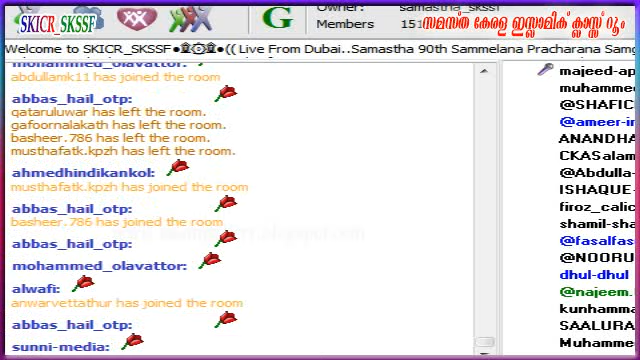 SKICR_SKSSF
Owner: samastha_skssf
Members 151
സമസ്ത കേരള ഇസ്ലാമിക് ക്ലാസ്സ് റൂം
Welcome to SKICR_SKSSF●۩۞۩●(( Live From Dubai..Samastha 90th Sammelana Pracharana Samg
mohammed_olavattor:
abdullamk11 has joined the room
abbas_hail_otp:
qataruluwar has left the room.
gafoornalakath has left the room.
basheer.786 has left the room.
musthafatk.kpzh has left the room.
ahmedhindikankol:
musthafatk.kpzh has joined the room
abbas_hail_otp:
basheer.786 has joined the room
abbas_hail_otp:
mohammed_olavattor:
alwafi:
anwarvettathur has joined the room
abbas_hail_otp:
sunni-media:
majeed-ap
muhammed
@SHAFIC
@ameer-ir
ANANDHA
CKASalam
@Abdulla-
ISHAQUE-
firoz_calic
shamil-sha
@fasalfas
@NOORU
dhul-dhul
@najeem.
kunhamma
SAALURA
Muhamme